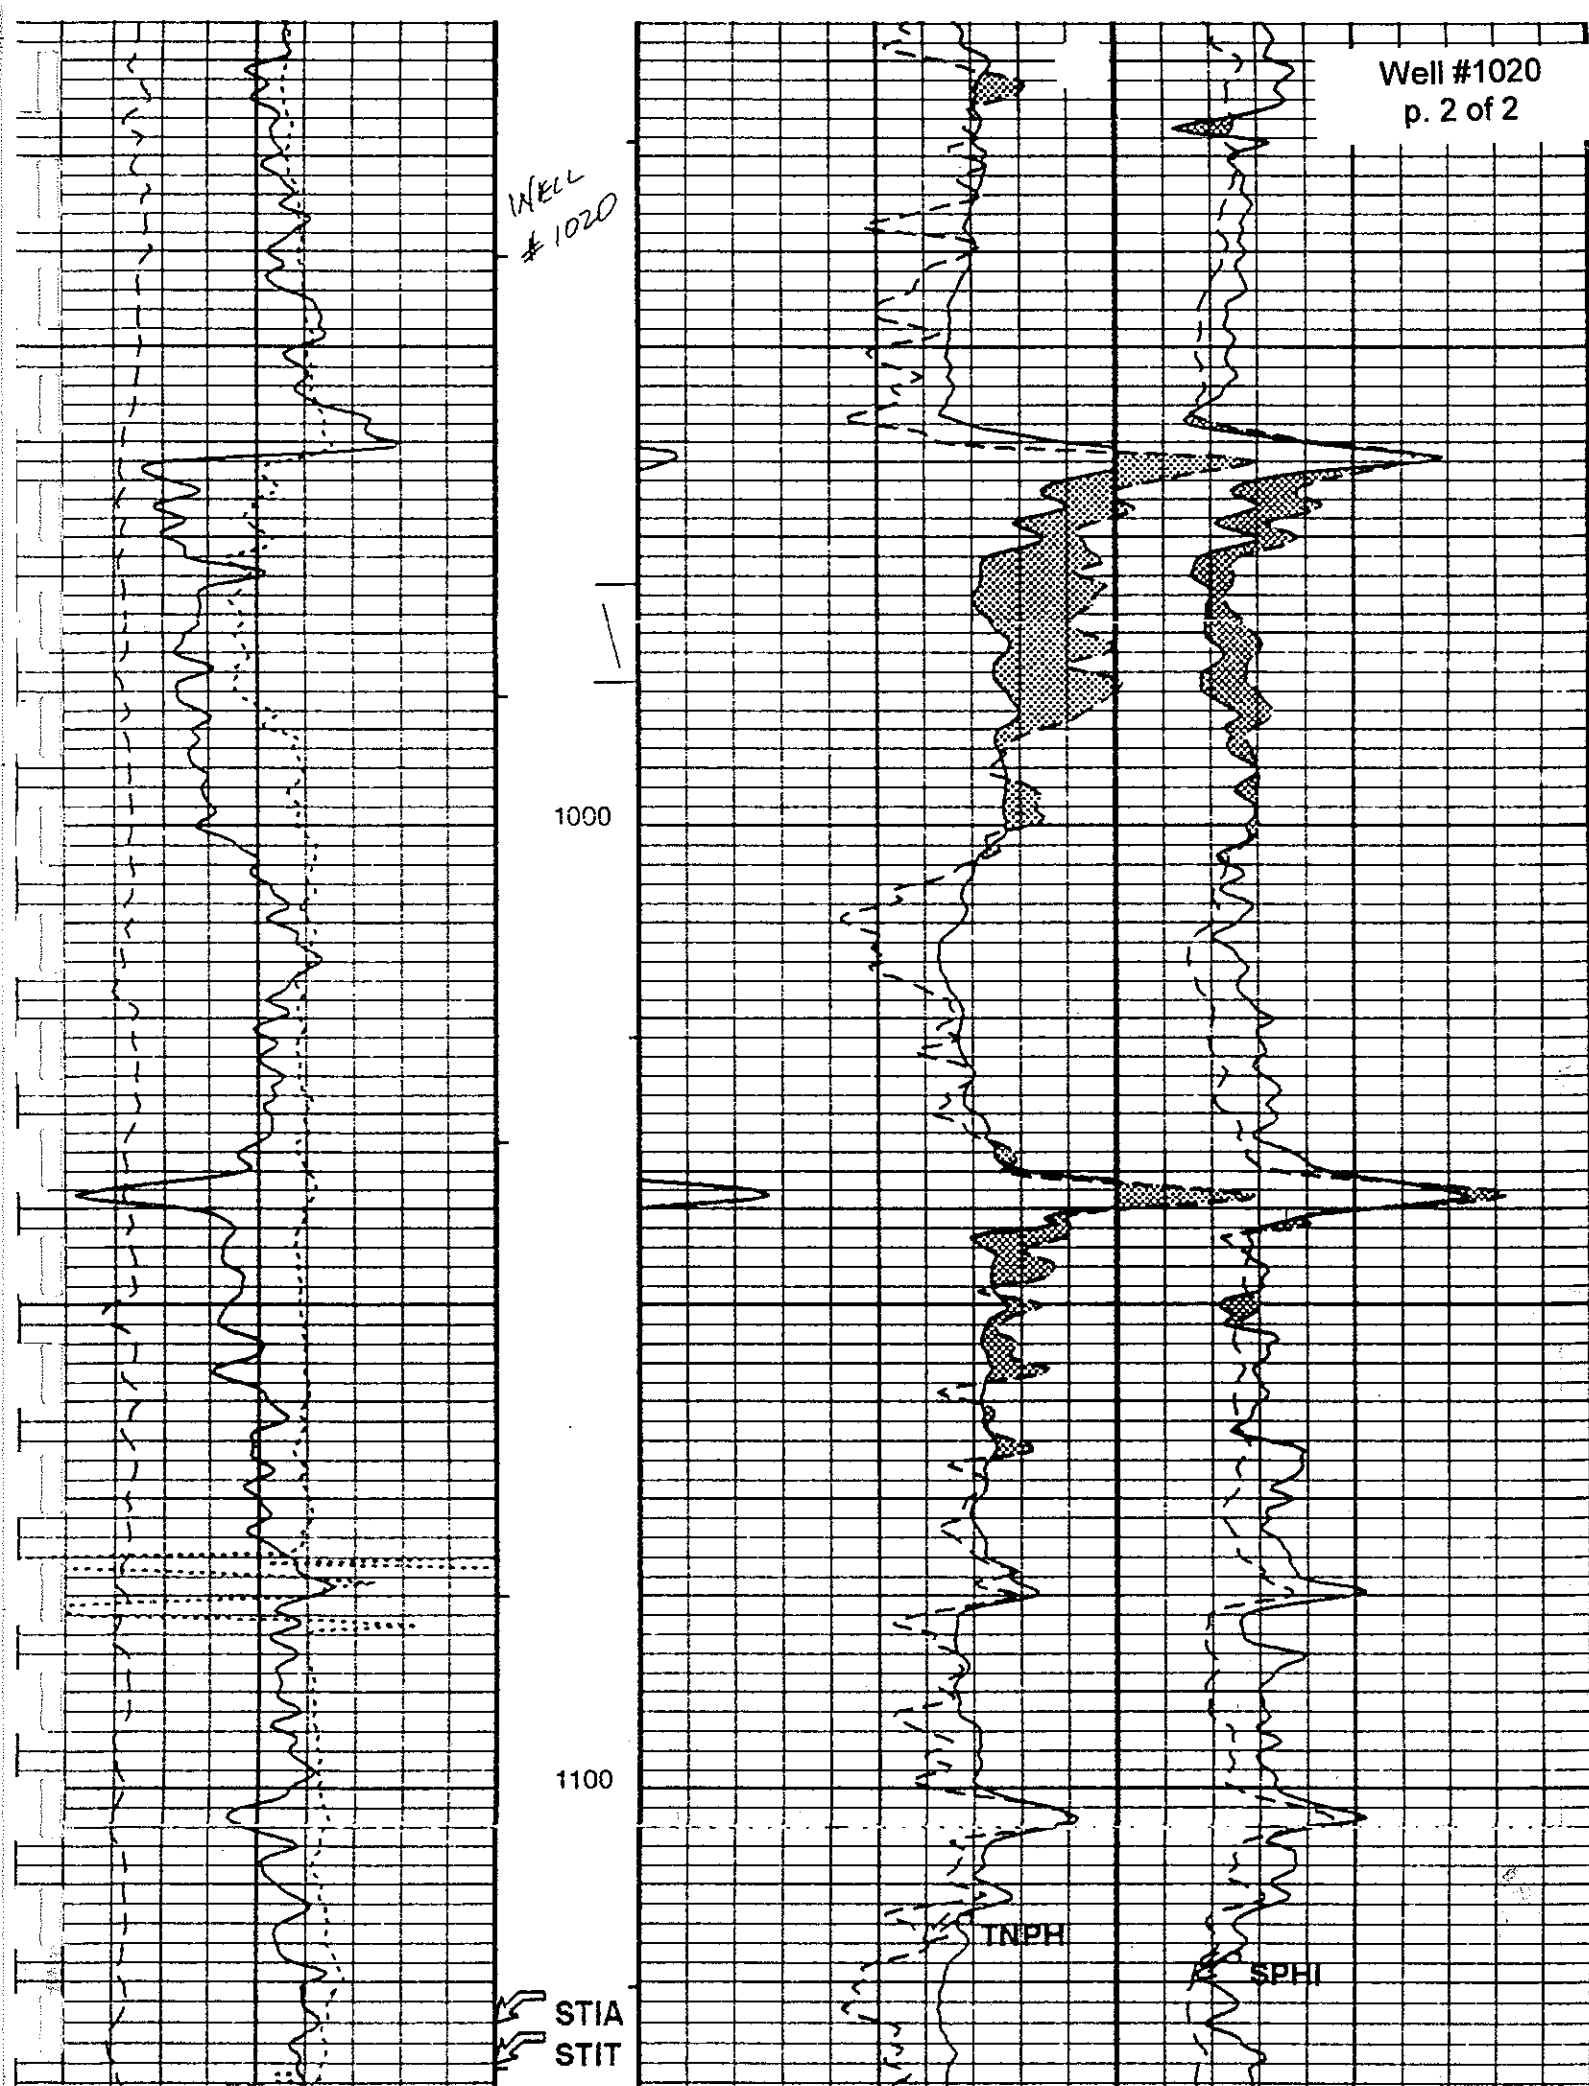 Well #1020
p. 2 of 2
WELL
# 1020
1000
1100
TNPH
SPHI
STIA
STIT